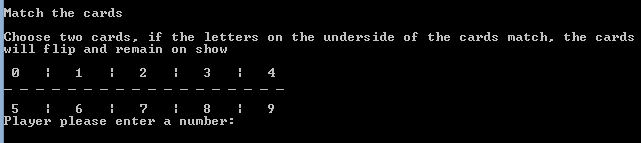 Match the cards
Choose two cards, if the letters on the underside of the cards match, the cards
will flip and remain on show
0 ¦ 1 ¦ 2 ¦ 3 ¦ 4
_ _ _ _ _ _ _ _ _ _ _ _ _ _ _ _ _ _
5 ¦ 6 ¦ 7 ¦ 8 ¦ 9
Player please enter a number: